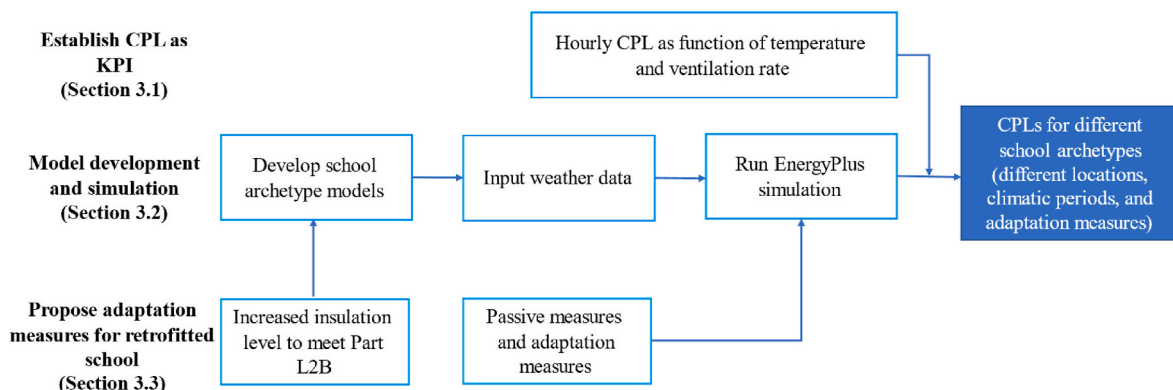 Establish CPL as
KPI
(Section 3.1)
Hourly CPL as function of temperature
and ventilation rate
Model development
and simulation
(Section 3.2)
Develop school
archetype models
Input weather data
Run EnergyPlus
simulation
CPLs for different
school archetypes
(different locations,
climatic periods, and
adaptation measures)
Propose adaptation
measures for retrofitted
school
(Section 3.3)
Increased insulation
level to meet Part
L2B
Passive measures
and adaptation
measures